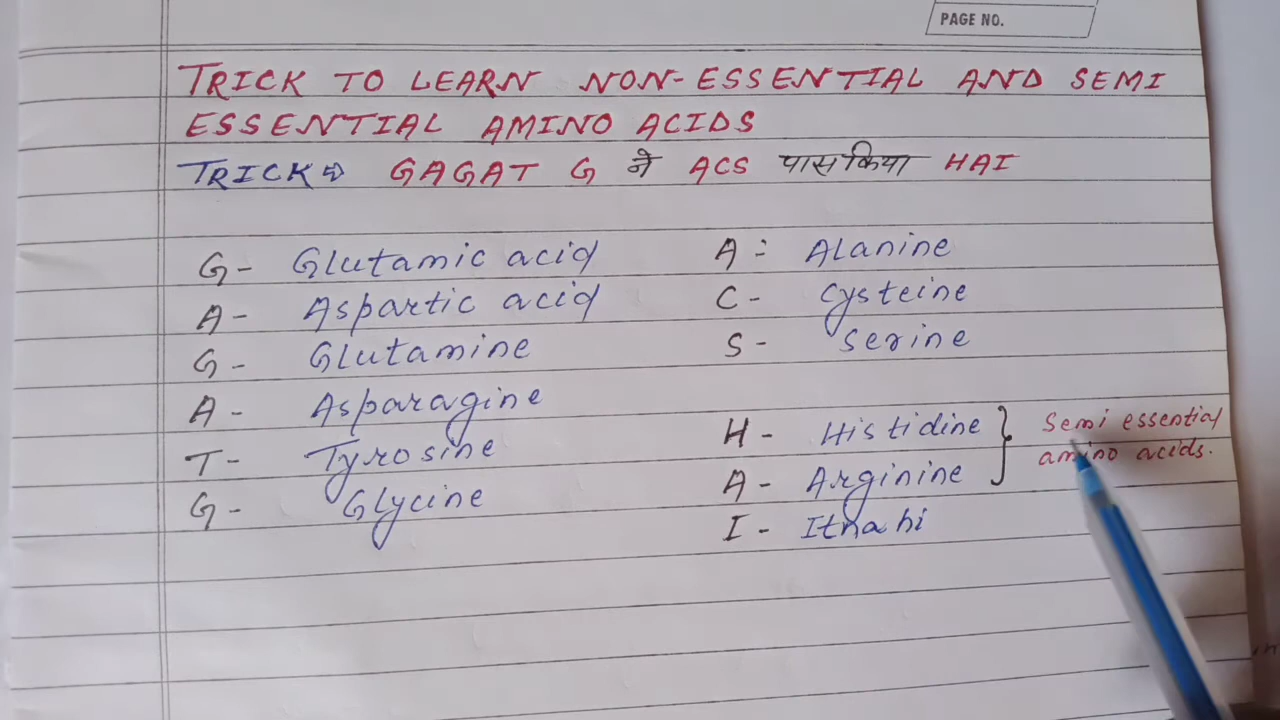 PAGE NO.
TRICK TO LEARN NON-ESSENTIAL AND SEMI
ESSENTIAL AMINO ACIDS
TRICK⇨ GAGAT G ने ACS पास किया HAI
G- Glutamic acid
A- Aspartic acid
G- Glutamine
A- Asparagine
T- Tyrosine
G- Glycine
A: Alanine
C- Cysteine
S- Serine
H- Histidine
A- Arginine
I- Itna hi
Semi essential
amino acids.